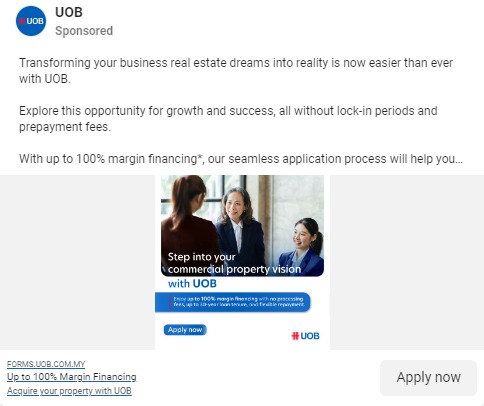 UOB
UOB
Sponsored
Transforming your business real estate dreams into reality is now easier than ever
with UOB.
Explore this opportunity for growth and success, all without lock-in periods and
prepayment fees.
With up to 100% margin financing*, our seamless application process will help you...
Step into your
commercial property vision
with UOB
Enjoy up to 100% margin financing with no processing
fees, up to 30-year loan tenure, and flexible repayment.
Apply now
UOB
FORMS.UOB.COM.MY
Up to 100% Margin Financing
Acquire your property with UOB
Apply now